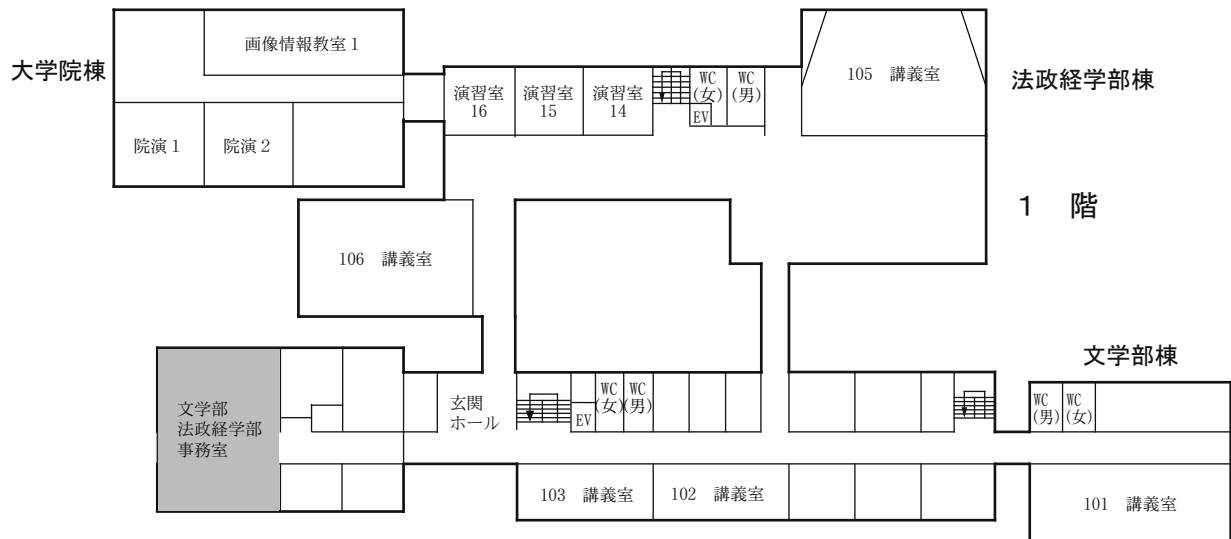 大学院棟
画像情報教室1
院演1
院演2
演習室
16
演習室
15
演習室
14
WC
(女)
WC
(男)
EV
105 講義室
法政経学部棟
1 階
106 講義室
文学部棟
文学部
法政経学部
事務室
玄関
ホール
EV
WC
(女)
WC
(男)
WC
(男)
WC
(女)
103 講義室
102 講義室
101 講義室